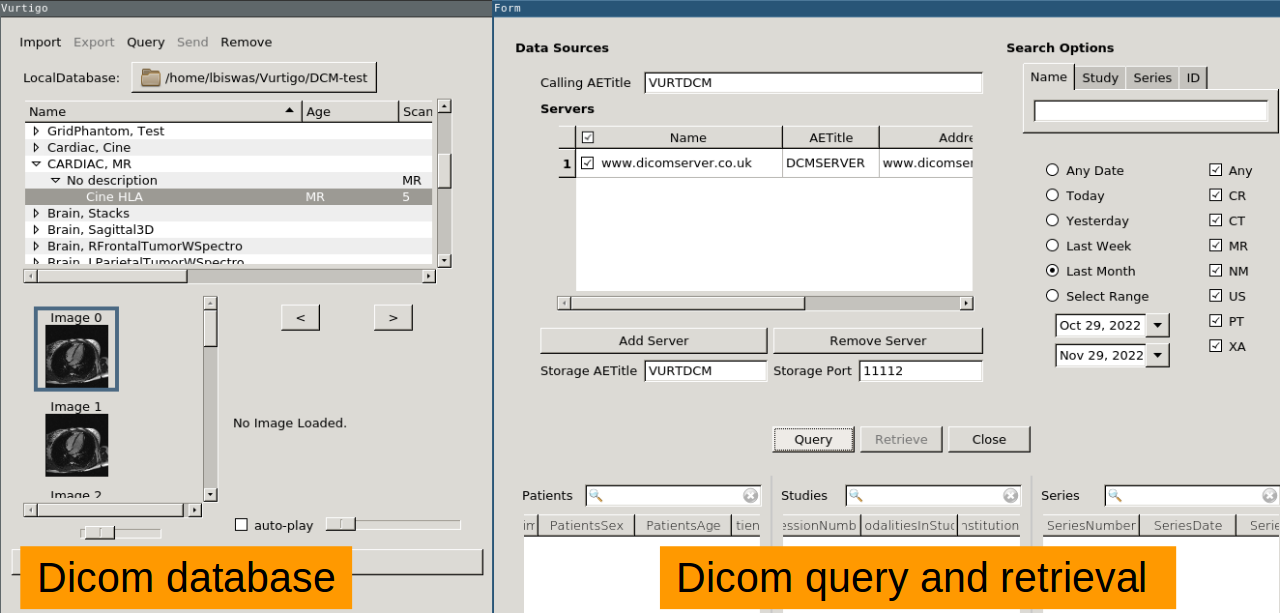 Vurtigo
Import Export Query Send Remove
LocalDatabase: /home/lbiswas/Vurtigo/DCM-test
Name Age Scan
GridPhantom, Test
Cardiac, Cine
CARDIAC, MR
No description MR
Cine HLA MR 5
Brain, Stacks
Brain, Sagittal3D
Brain, RFrontalTumorWSpectro
Brain, LParietalTumorWSpectro
Image 0
Image 1
Image 2
< >
No Image Loaded.
auto-play
Dicom database
Form
Data Sources
Calling AETitle VURTDCM
Servers
Name AETitle Addre
1 www.dicomserver.co.uk DCMSERVER www.dicomser
Add Server Remove Server
Storage AETitle VURTDCM Storage Port 11112
Search Options
Name Study Series ID
Any Date Any
Today CR
Yesterday CT
Last Week MR
Last Month NM
Select Range US
Oct 29, 2022 PT
Nov 29, 2022 XA
Query Retrieve Close
Patients Studies Series
PatientsSex PatientsAge tien essionNumb odalitiesInStud nstitution SeriesNumber SeriesDate Serie
Dicom query and retrieval